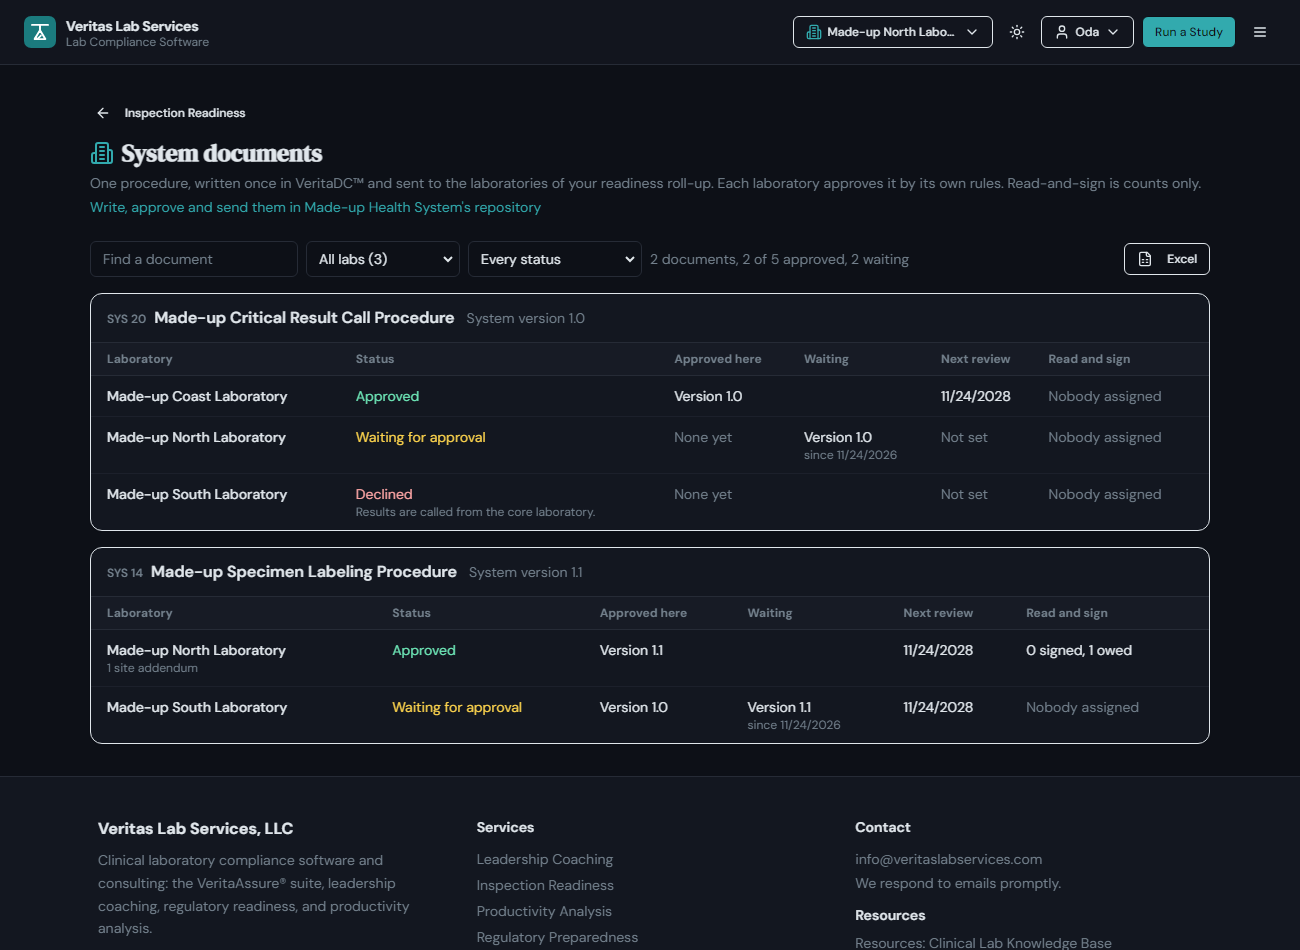 Veritas Lab Services
Lab Compliance Software
Made-up North Labo...
Oda
Run a Study
Inspection Readiness
System documents
One procedure, written once in VeritaDC™ and sent to the laboratories of your readiness roll-up. Each laboratory approves it by its own rules. Read-and-sign is counts only.
Write, approve and send them in Made-up Health System's repository
Find a document
All labs (3)
Every status
2 documents, 2 of 5 approved, 2 waiting
Excel
SYS 20 Made-up Critical Result Call Procedure System version 1.0
Laboratory Status Approved here Waiting Next review Read and sign
Made-up Coast Laboratory Approved Version 1.0 11/24/2028 Nobody assigned
Made-up North Laboratory Waiting for approval None yet Version 1.0 Not set Nobody assigned
since 11/24/2026
Made-up South Laboratory Declined None yet Not set Nobody assigned
Results are called from the core laboratory.
SYS 14 Made-up Specimen Labeling Procedure System version 1.1
Laboratory Status Approved here Waiting Next review Read and sign
Made-up North Laboratory Approved Version 1.1 11/24/2028 0 signed, 1 owed
1 site addendum
Made-up South Laboratory Waiting for approval Version 1.0 Version 1.1 11/24/2028 Nobody assigned
since 11/24/2026
Veritas Lab Services, LLC
Clinical laboratory compliance software and
consulting: the VeritaAssure® suite, leadership
coaching, regulatory readiness, and productivity
analysis.
Services
Leadership Coaching
Inspection Readiness
Productivity Analysis
Regulatory Preparedness
Contact
info@veritaslabservices.com
We respond to emails promptly.
Resources
Resources: Clinical Lab Knowledge Base